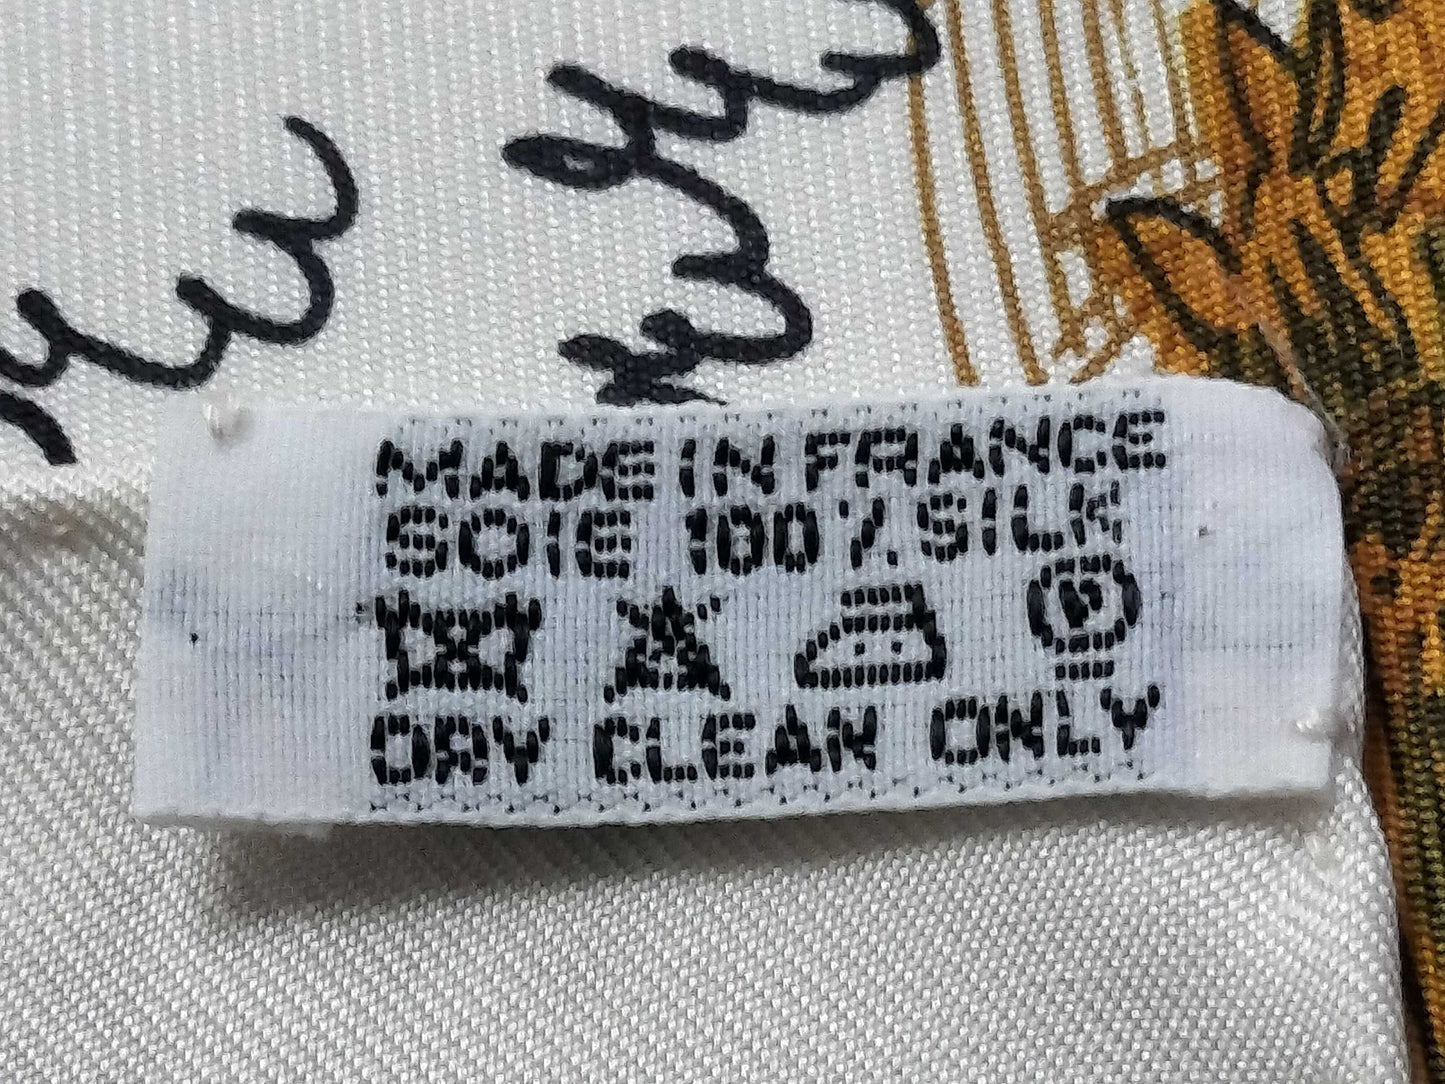 MADE IN FRANCE
SOIE 100% SILK
P
DRY CLEAN ONLY